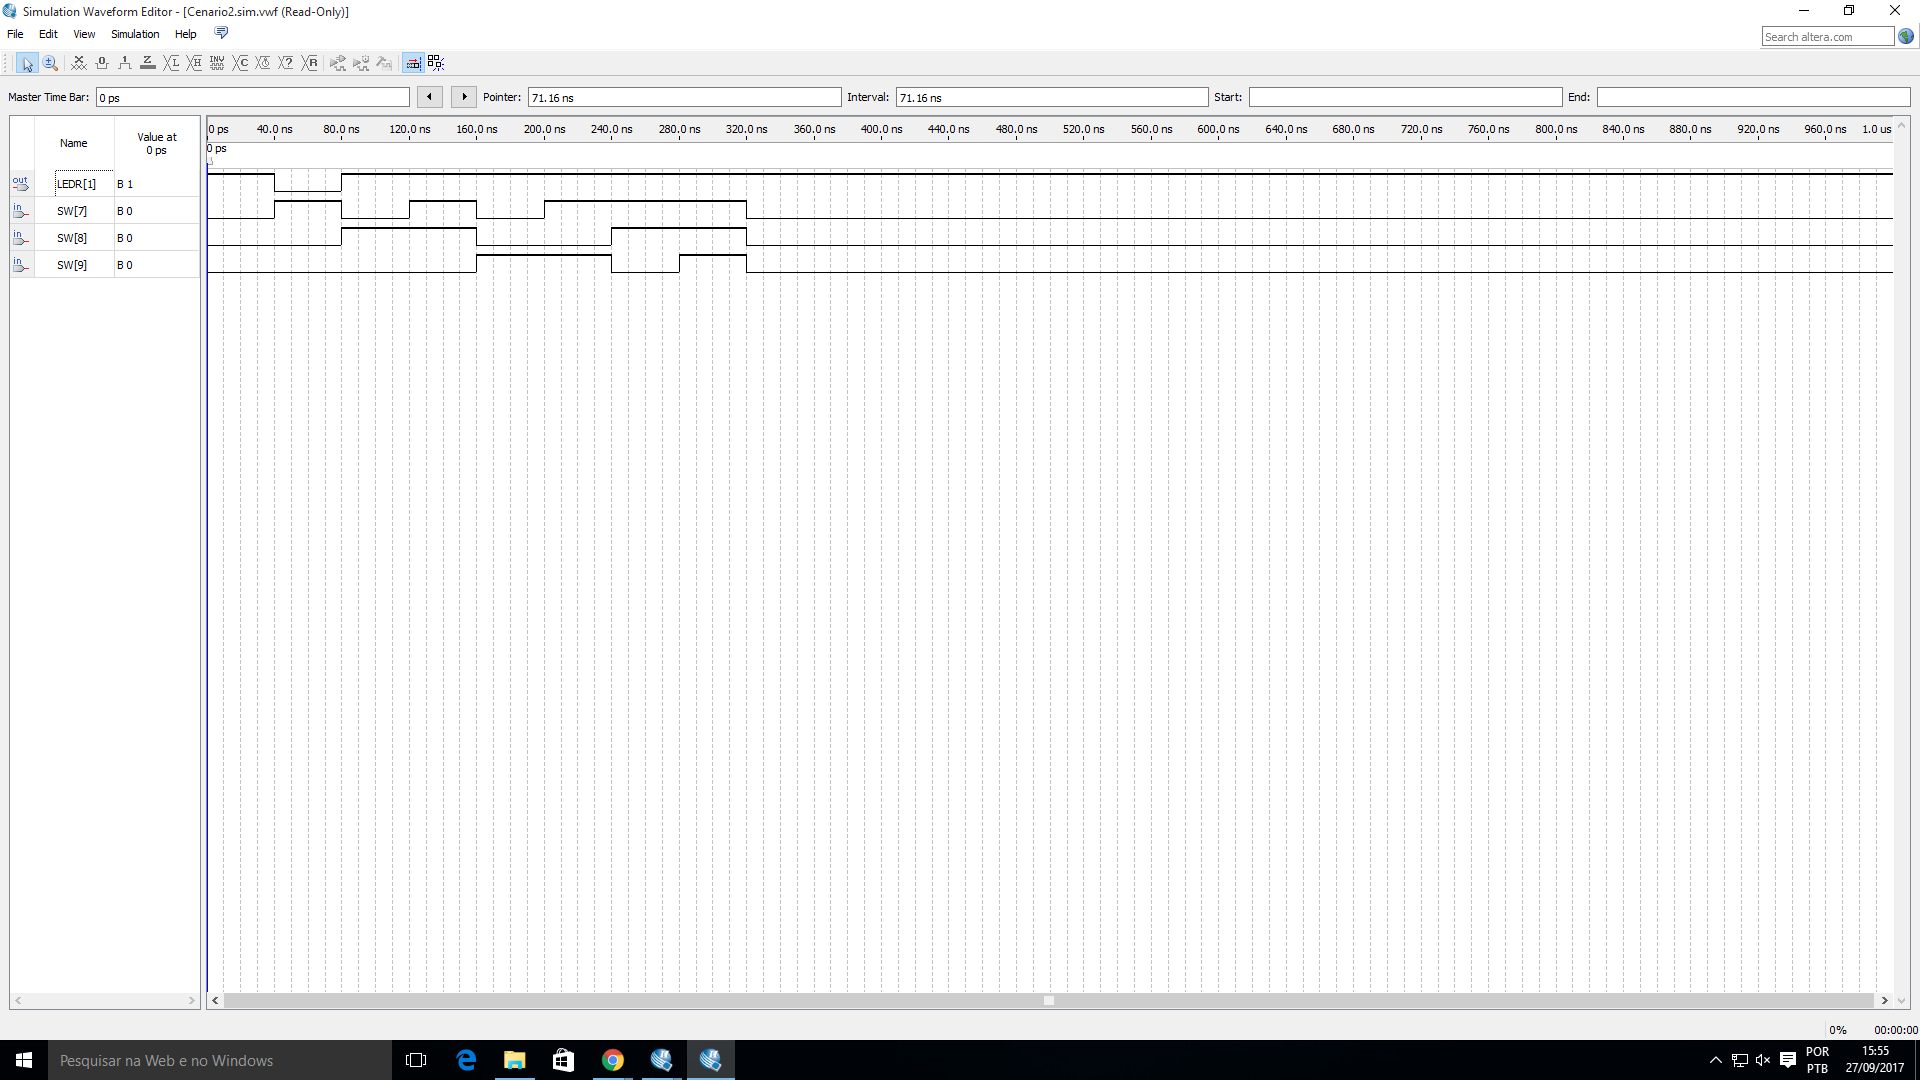 Simulation Waveform Editor - [Cenario2.sim.vwf (Read-Only)]
File Edit View Simulation Help
Search altera.com
Master Time Bar: 0 ps Pointer: 71.16 ns Interval: 71.16 ns Start: End:
Name Value at 0 ps
0 ps 40.0 ns 80.0 ns 120.0 ns 160.0 ns 200.0 ns 240.0 ns 280.0 ns 320.0 ns 360.0 ns 400.0 ns 440.0 ns 480.0 ns 520.0 ns 560.0 ns 600.0 ns 640.0 ns 680.0 ns 720.0 ns 760.0 ns 800.0 ns 840.0 ns 880.0 ns 920.0 ns 960.0 ns 1.0 us
0 ps
out LEDR[1] B 1
in SW[7] B 0
in SW[8] B 0
in SW[9] B 0
0% 00:00:00
Pesquisar na Web e no Windows
POR
PTB
15:55
27/09/2017